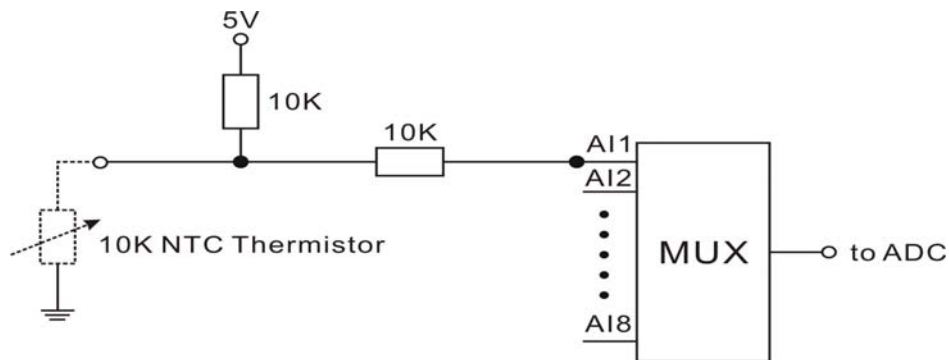 5V
10K
10K
AI1
AI2
10K NTC Thermistor
MUX
to ADC
AI8